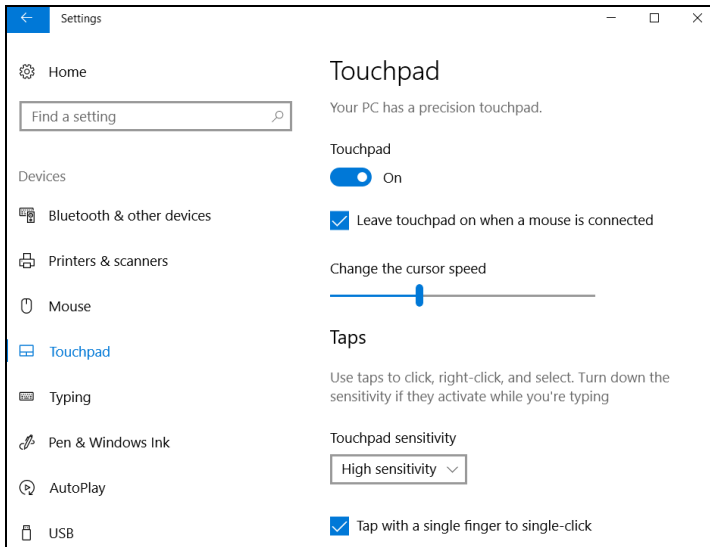 Settings
Home
Find a setting
Devices
Bluetooth & other devices
Printers & scanners
Mouse
Touchpad
Typing
Pen & Windows Ink
AutoPlay
USB
Touchpad
Your PC has a precision touchpad.
Touchpad
On
Leave touchpad on when a mouse is connected
Change the cursor speed
Taps
Use taps to click, right-click, and select. Turn down the
sensitivity if they activate while you're typing
Touchpad sensitivity
High sensitivity
Tap with a single finger to single-click